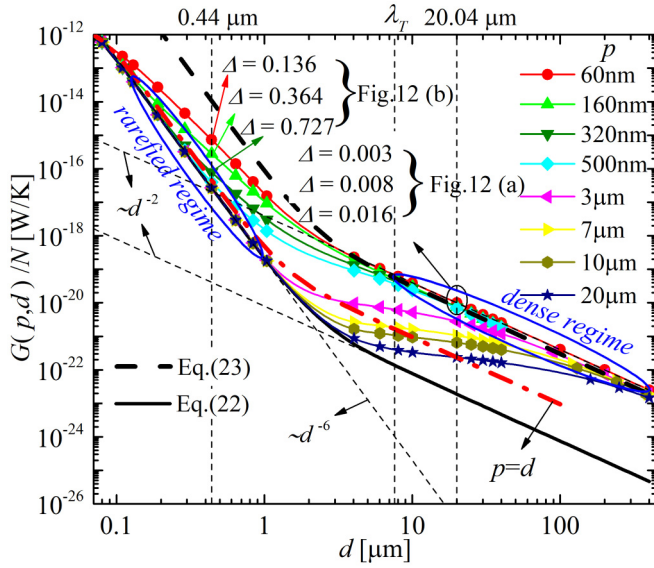 0.44 μm λ_T 20.04 μm
10^-12
10^-14
10^-16
10^-18
10^-20
10^-22
10^-24
10^-26
G(p,d) /N [W/K]
Δ = 0.136
Δ = 0.364
Δ = 0.727
Fig.12 (b)
Δ = 0.003
Δ = 0.008
Δ = 0.016
Fig.12 (a)
p
60nm
160nm
320nm
500nm
3μm
7μm
10μm
20μm
rarefied regime
dense regime
~d^-2
~d^-6
Eq.(23)
Eq.(22)
p=d
0.1 1 10 100
d [μm]